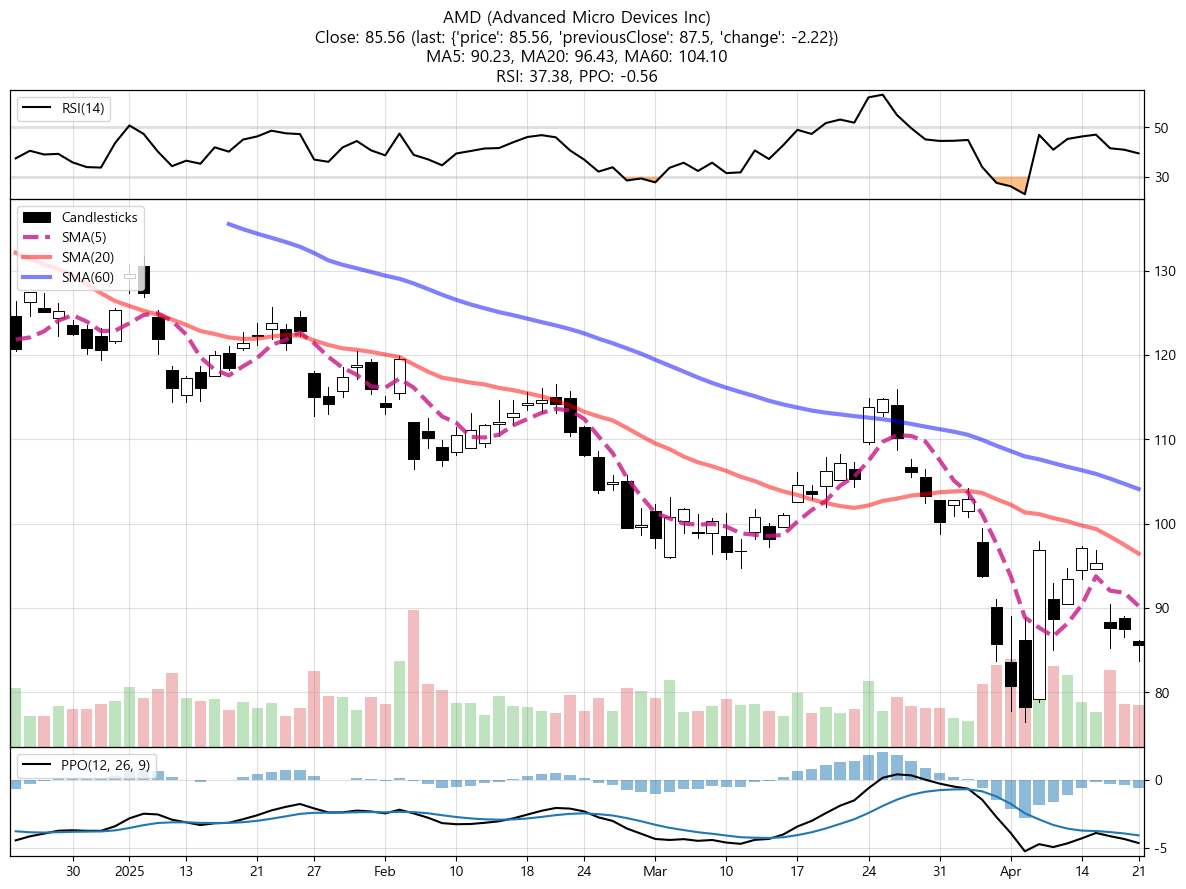 AMD (Advanced Micro Devices Inc)
Close: 85.56 (last: {'price': 85.56, 'previousClose': 87.5, 'change': -2.22})
MA5: 90.23, MA20: 96.43, MA60: 104.10
RSI: 37.38, PPO: -0.56
RSI(14)
50
30
Candlesticks
SMA(5)
SMA(20)
SMA(60)
130
120
110
100
90
80
PPO(12, 26, 9)
0
-5
30 2025 13 21 27 Feb 10 18 24 Mar 10 17 24 31 Apr 14 21